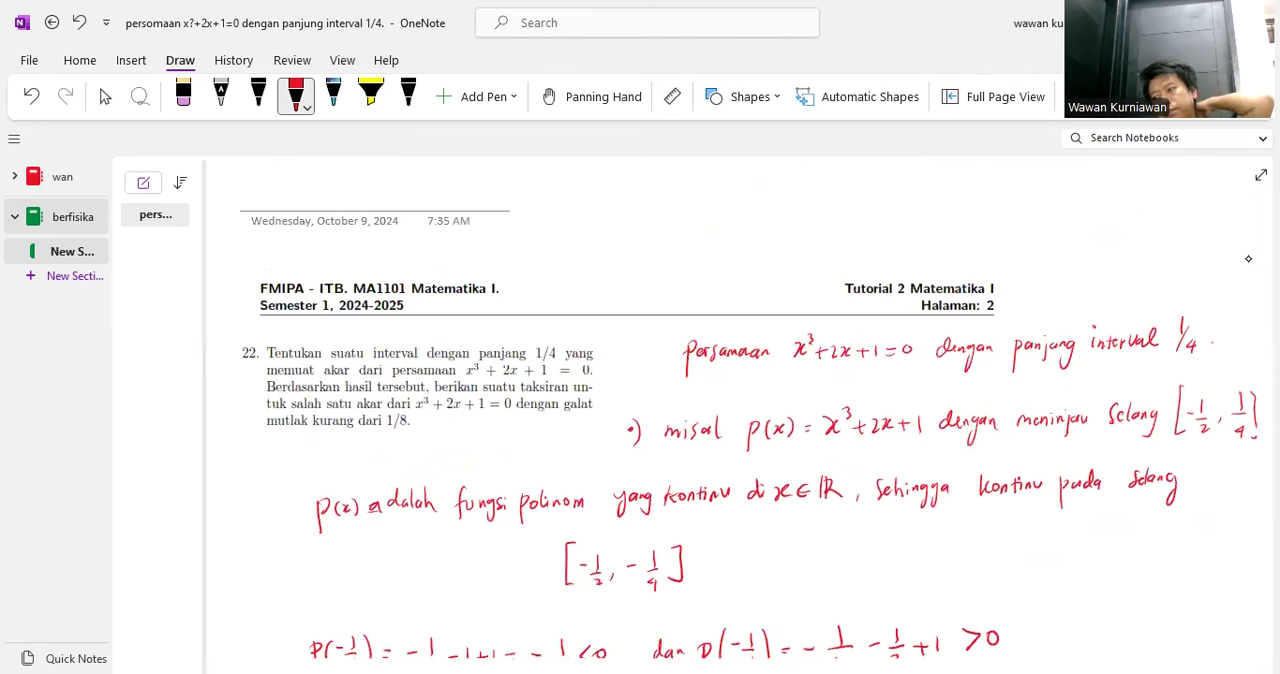 persomaan x?+2x+1=0 dengan panjung interval 1/4. - OneNote
Search
wawan ku
File Home Insert Draw History Review View Help
Add Pen Panning Hand Shapes Automatic Shapes Full Page View
Wawan Kurniawan
Search Notebooks
wan
berfisika
pers...
New S...
New Secti...
Wednesday, October 9, 2024 7:35 AM
FMIPA - ITB. MA1101 Matematika I. Tutorial 2 Matematika I
Semester 1, 2024-2025 Halaman: 2
22. Tentukan suatu interval dengan panjang 1/4 yang
memuat akar dari persamaan x³ + 2x + 1 = 0.
Berdasarkan hasil tersebut, berikan suatu taksiran un-
tuk salah satu akar dari x³ + 2x + 1 = 0 dengan galat
mutlak kurang dari 1/8.
persamaan x³+2x+1=0 dengan panjang interval 1/4.
•) misal p(x) = x³+2x+1 dengan meninjau selang [-1/2, 1/4]
p(x) adalah fungsi polinom yang kontinu di x∈ℝ, sehingga kontinu pada selang
[-1/2, -1/4]
dan
+1 >0
Quick Notes